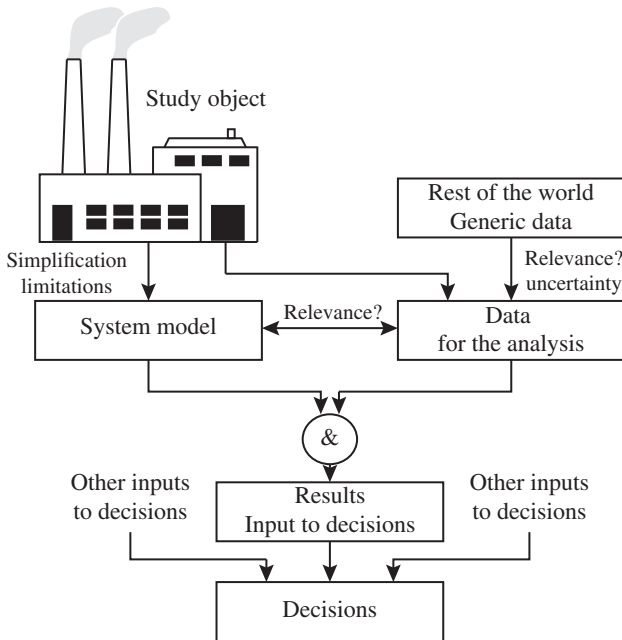 Study object
Rest of the world
Generic data
Simplification
limitations
Relevance?
uncertainty
System model
Relevance?
Data
for the analysis
&
Other inputs
to decisions
Results
Input to decisions
Other inputs
to decisions
Decisions